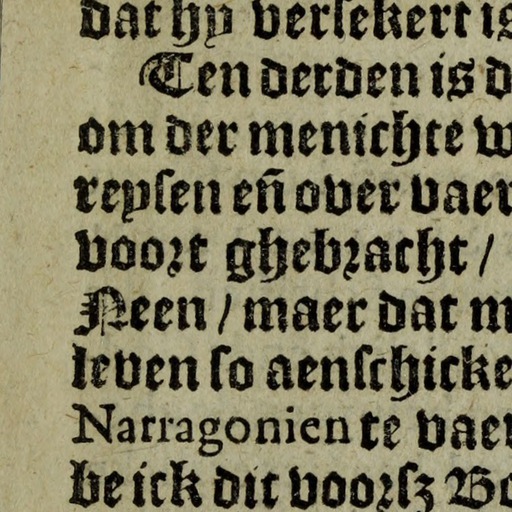 dat hy versekert is
Ten derden is d
om der menichte w
reysen eñ over vaer
voort ghebracht /
Neen / maer dat m
leven so aenschicke
Narragonien te vaer
be ick dit voorsz Bo